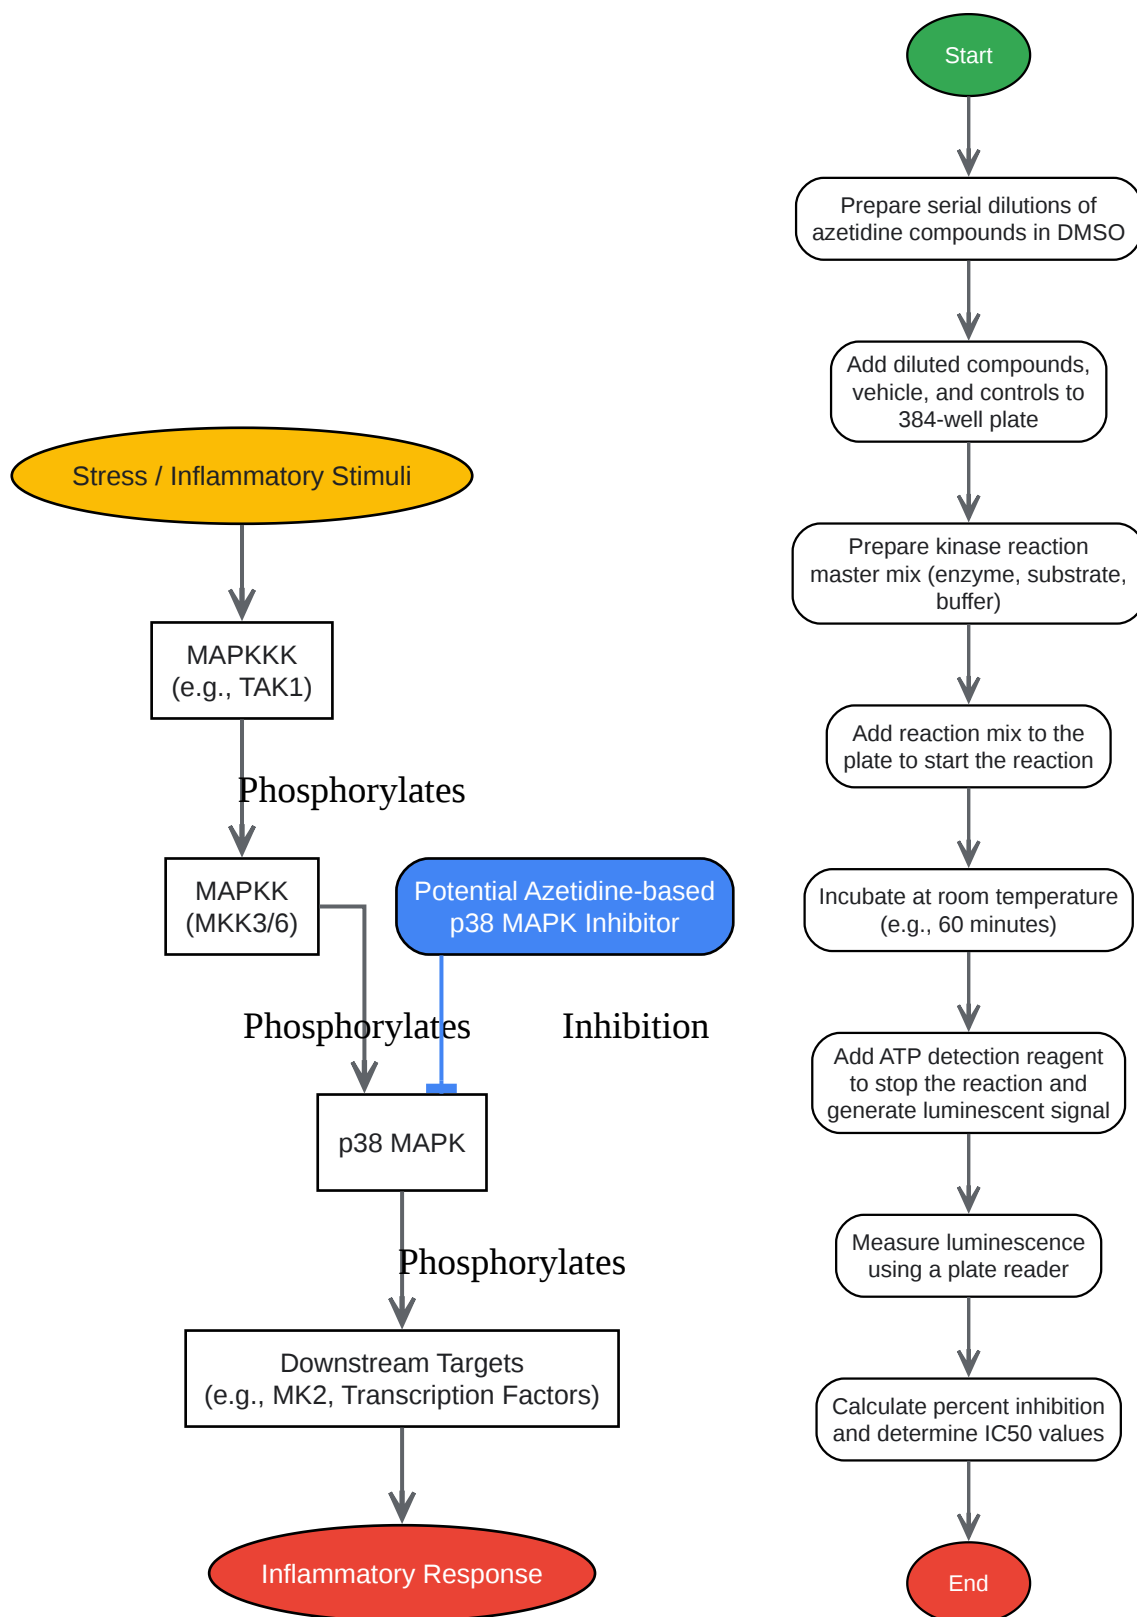 Stress / Inflammatory Stimuli
MAPKKK
(e.g., TAK1)
Phosphorylates
MAPKK
(MKK3/6)
Potential Azetidine-based
p38 MAPK Inhibitor
Phosphorylates
Inhibition
p38 MAPK
Phosphorylates
Downstream Targets
(e.g., MK2, Transcription Factors)
Inflammatory Response
Start
Prepare serial dilutions of
azetidine compounds in DMSO
Add diluted compounds,
vehicle, and controls to
384-well plate
Prepare kinase reaction
master mix (enzyme, substrate,
buffer)
Add reaction mix to the
plate to start the reaction
Incubate at room temperature
(e.g., 60 minutes)
Add ATP detection reagent
to stop the reaction and
generate luminescent signal
Measure luminescence
using a plate reader
Calculate percent inhibition
and determine IC50 values
End